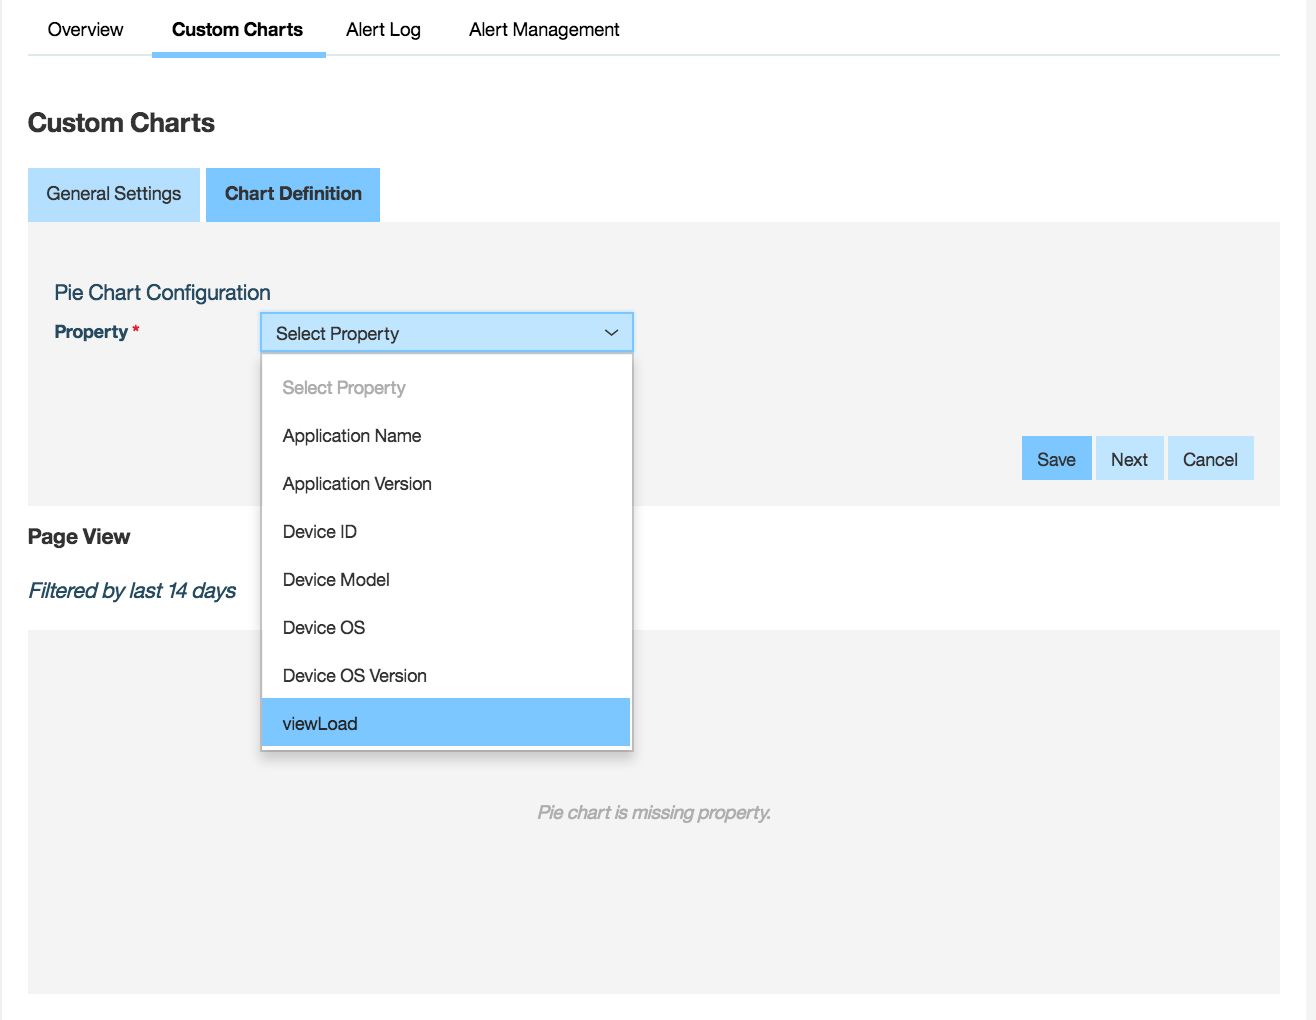 Overview Custom Charts Alert Log Alert Management
Custom Charts
General Settings Chart Definition
Pie Chart Configuration
Property * Select Property
Select Property
Application Name
Application Version
Device ID
Device Model
Device OS
Device OS Version
viewLoad
Save Next Cancel
Page View
Filtered by last 14 days
Pie chart is missing property.